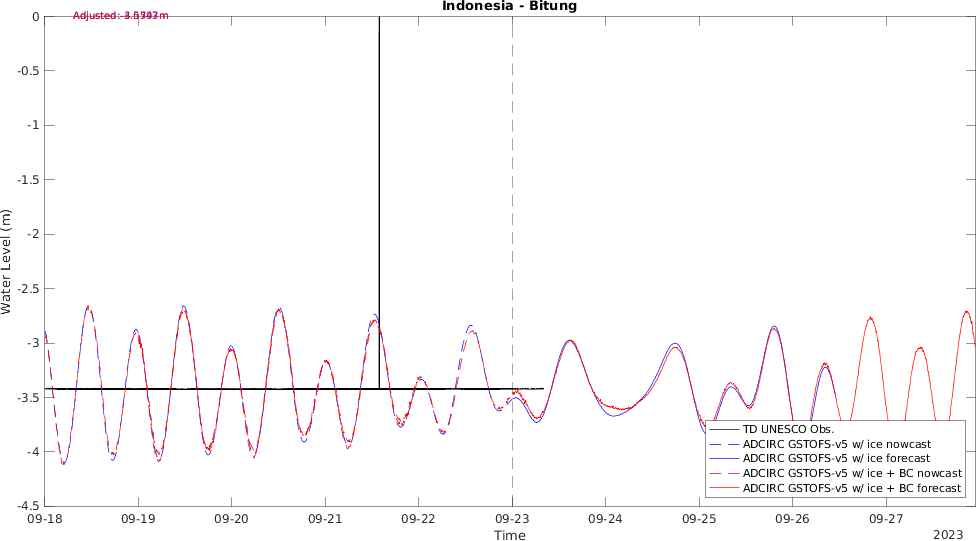 Indonesia - Bitung
Adjusted:
0
-0.5
-1
-1.5
-2
-2.5
-3
-3.5
-4
-4.5
Water Level (m)
09-18
09-19
09-20
09-21
09-22
09-23
09-24
09-25
09-26
09-27
Time
2023
TD UNESCO Obs.
ADCIRC GSTOFS-v5 w/ ice nowcast
ADCIRC GSTOFS-v5 w/ ice forecast
ADCIRC GSTOFS-v5 w/ ice + BC nowcast
ADCIRC GSTOFS-v5 w/ ice + BC forecast